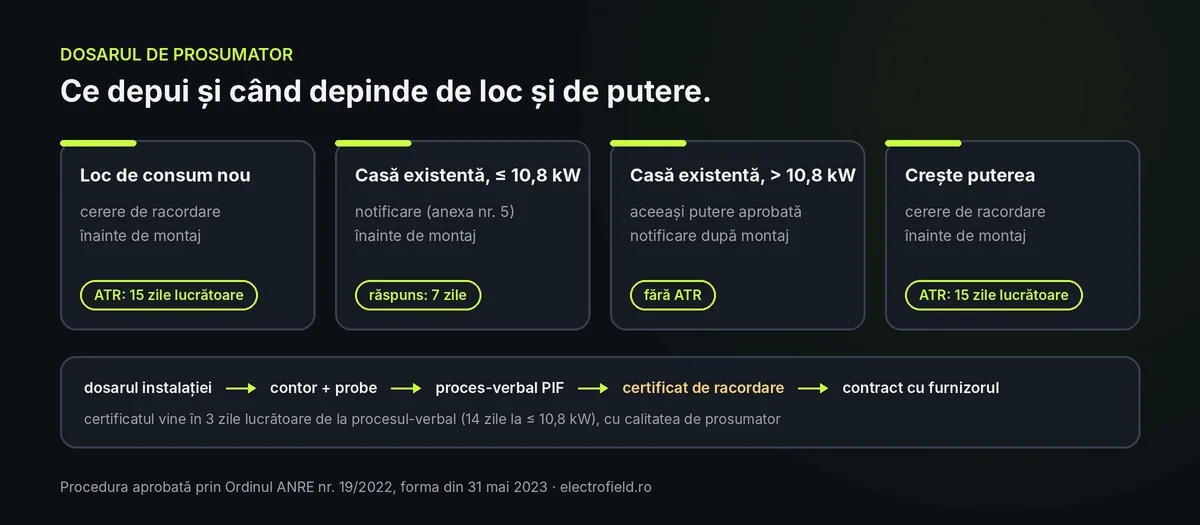 DOSARUL DE PROSUMATOR
Ce depui și când depinde de loc și de putere.
Loc de consum nou
cerere de racordare
înainte de montaj
ATR: 15 zile lucrătoare
Casă existentă, ≤ 10,8 kW
notificare (anexa nr. 5)
înainte de montaj
răspuns: 7 zile
Casă existentă, > 10,8 kW
aceeași putere aprobată
notificare după montaj
fără ATR
Crește puterea
cerere de racordare
înainte de montaj
ATR: 15 zile lucrătoare
dosarul instalației → contor + probe → proces-verbal PIF → certificat de racordare → contract cu furnizorul
certificatul vine în 3 zile lucrătoare de la procesul-verbal (14 zile la ≤ 10,8 kW), cu calitatea de prosumator
Procedura aprobată prin Ordinul ANRE nr. 19/2022, forma din 31 mai 2023 · electrofield.ro